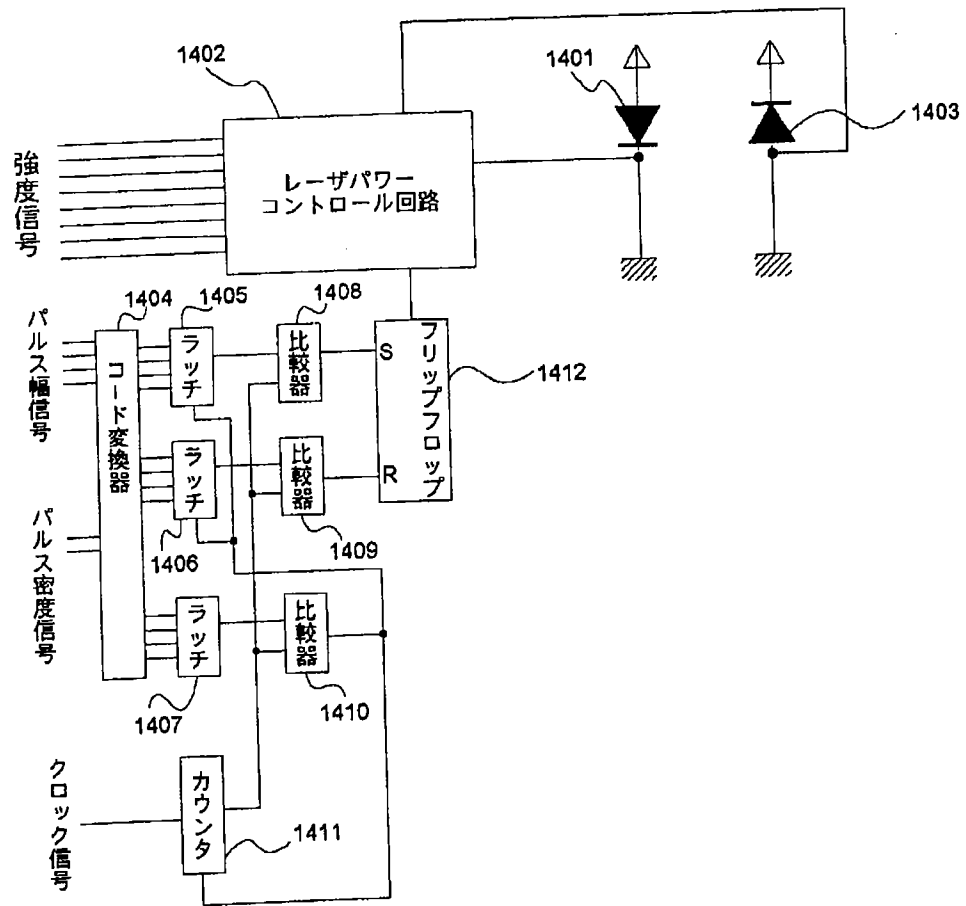 1402
1401
1403
強度信号
レーザパワー
コントロール回路
1404
1405
1408
パルス幅信号
コード変換器
ラッチ
比較器
S
フリップフロップ
1412
ラッチ
比較器
R
1406
1409
パルス密度信号
ラッチ
比較器
1407
1410
クロック信号
カウンタ
1411